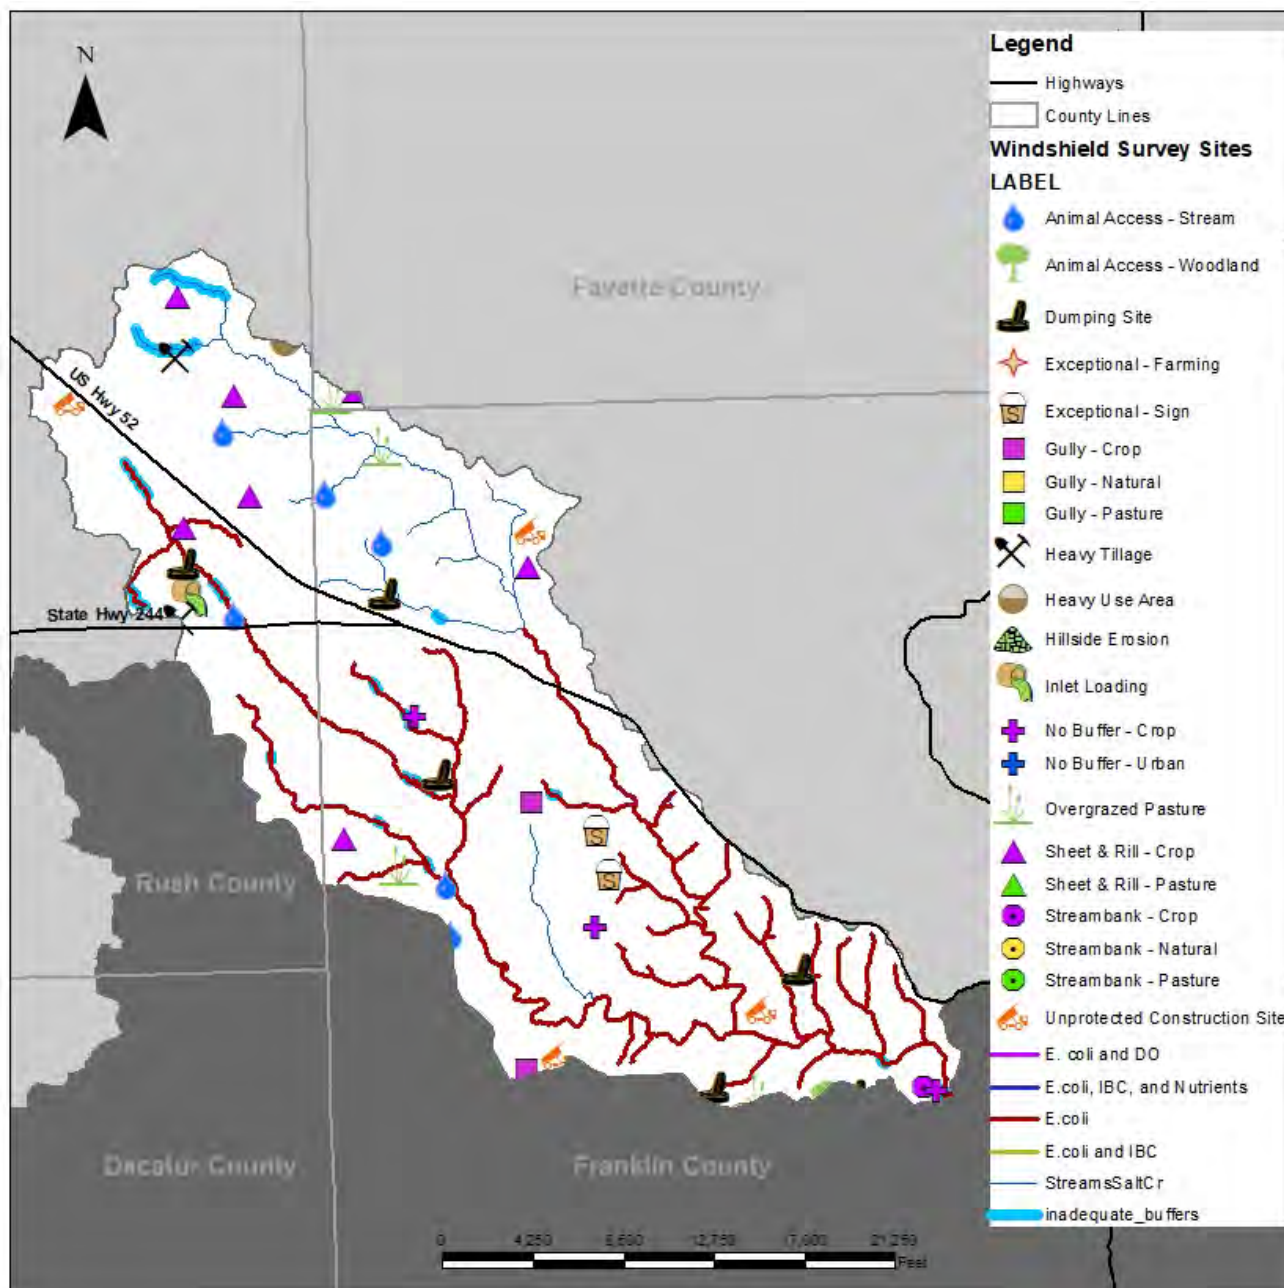 N
Legend
Highways
County Lines
Windshield Survey Sites
LABEL
Animal Access - Stream
Animal Access - Woodland
Dumping Site
Exceptional - Farming
S
Exceptional - Sign
Gully - Crop
Gully - Natural
Gully - Pasture
Heavy Tillage
Heavy Use Area
Hillside Erosion
Inlet Loading
No Buffer - Crop
No Buffer - Urban
Overgrazed Pasture
Sheet & Rill - Crop
Sheet & Rill - Pasture
Streambank - Crop
Streambank - Natural
Streambank - Pasture
Unprotected Construction Site
E. coli and DO
E.coli, IBC, and Nutrients
E.coli
E.coli and IBC
StreamsSaltCr
inadequate_buffers
Fayette County
US Hwy 52
State Hwy 244
S
S
Rush County
Decatur County
Franklin County
0 4,250 17,000 21,250
Feet